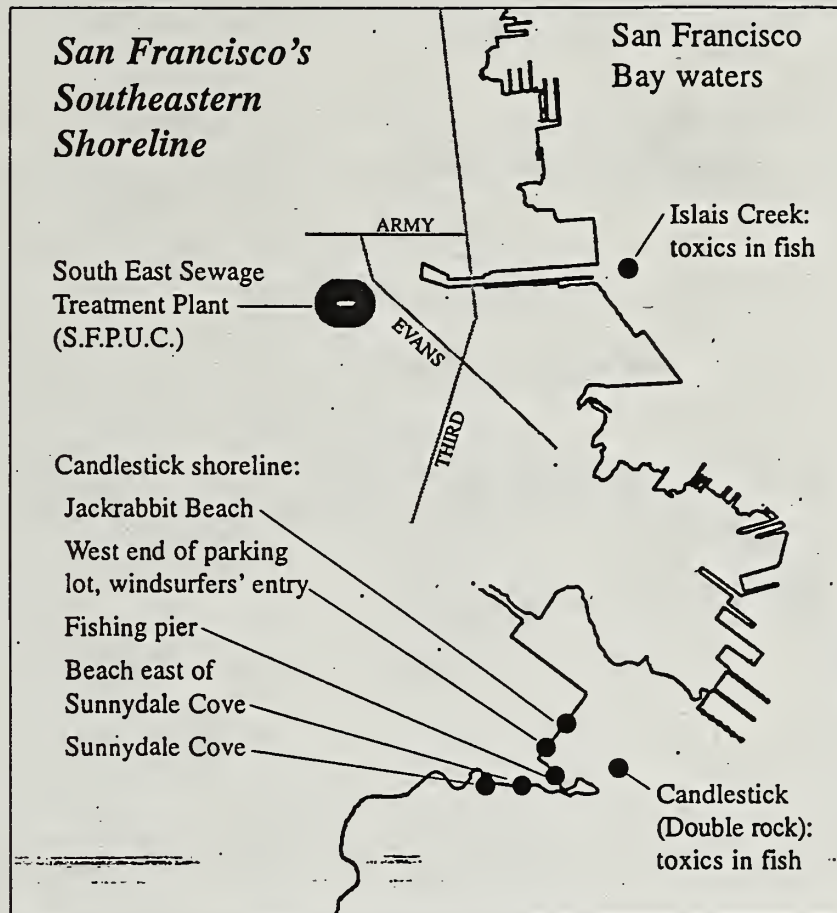 San Francisco's
Southeastern
Shoreline
San Francisco
Bay waters
ARMY
Islais Creek:
toxics in fish
South East Sewage
Treatment Plant
(S.F.P.U.C.)
EVANS
THIRD
Candlestick shoreline:
Jackrabbit Beach
West end of parking
lot, windsurfers' entry
Fishing pier
Beach east of
Sunnydale Cove
Sunnydale Cove
Candlestick
(Double rock):
toxics in fish